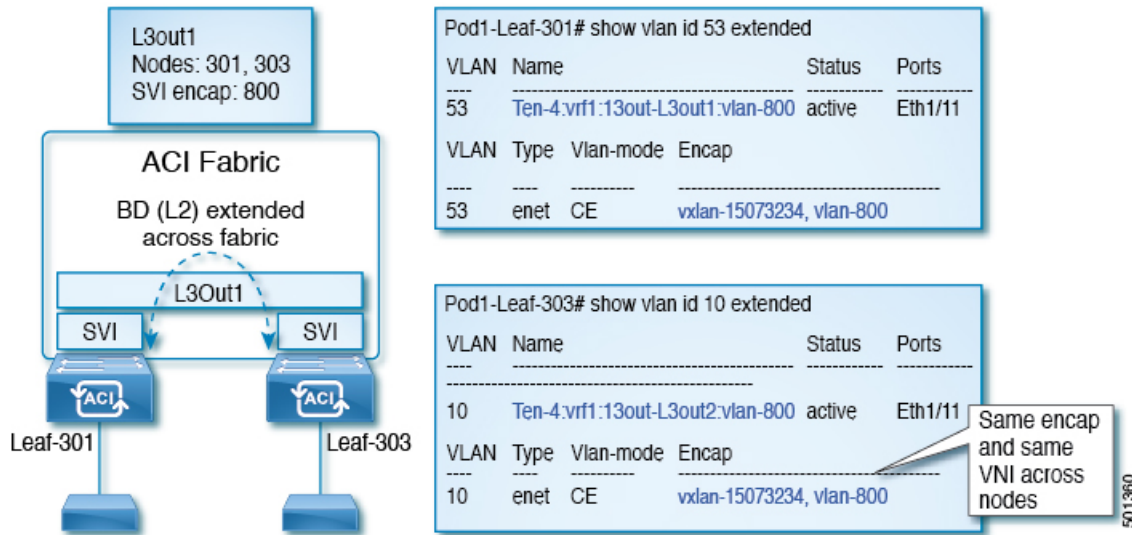 L3out1
Nodes: 301, 303
SVI encap: 800
ACI Fabric
BD (L2) extended
across fabric
L3Out1
SVI
SVI
ACI
ACI
Leaf-301
Leaf-303
Pod1-Leaf-301# show vlan id 53 extended
VLAN Name Status Ports
---- -------------------------------------------- ------------ ------------
53 Ten-4:vrf1:13out-L3out1:vlan-800 active Eth1/11
VLAN Type Vlan-mode Encap
---- ---- ---------- ----------------------------------------
53 enet CE vxlan-15073234, vlan-800
Pod1-Leaf-303# show vlan id 10 extended
VLAN Name Status Ports
---- -------------------------------------------- ------------ ------------
------------------------------------------------
10 Ten-4:vrf1:13out-L3out2:vlan-800 active Eth1/11
VLAN Type Vlan-mode Encap
---- ---- ---------- ----------------------------------------
10 enet CE vxlan-15073234, vlan-800
Same encap
and same
VNI across
nodes
501360